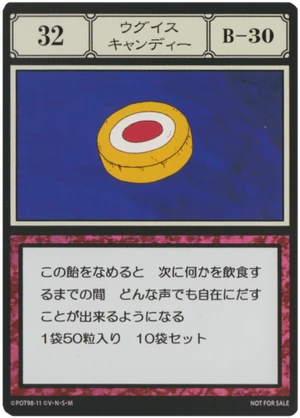 32
ウグイス
キャンディー
B-30
この飴をなめると　次に何かを飲食す
るまでの間　どんな声でも自在にだす
ことが出来るようになる
1袋50粒入り　10袋セット
©POT98-11 ©V・N・S・M
NOT FOR SALE